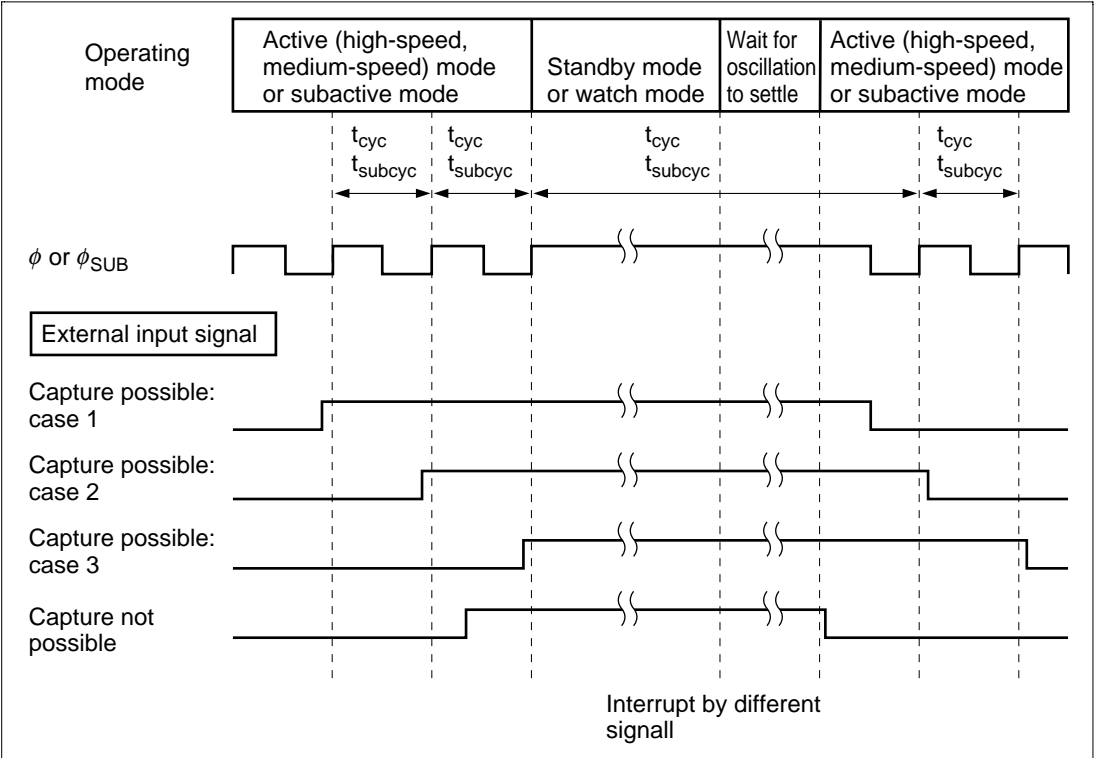 Operating
mode
Active (high-speed,
medium-speed) mode
or subactive mode
Standby mode
or watch mode
Wait for
oscillation
to settle
Active (high-speed,
medium-speed) mode
or subactive mode
tcyc
tsubcyc
tcyc
tsubcyc
tcyc
tsubcyc
tcyc
tsubcyc
ϕ or ϕSUB
External input signal
Capture possible:
case 1
Capture possible:
case 2
Capture possible:
case 3
Capture not
possible
Interrupt by different
signall